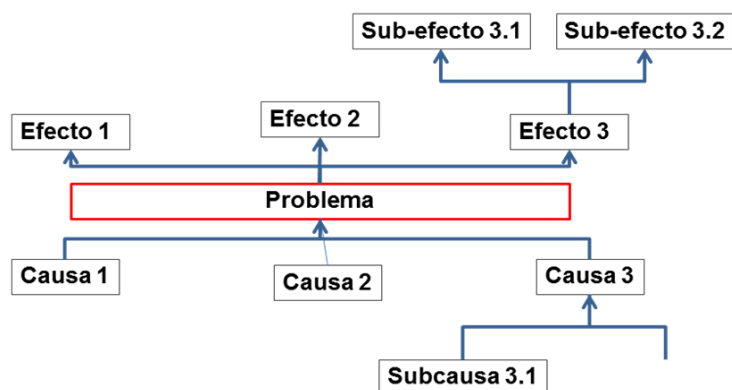 Sub-efecto 3.1
Sub-efecto 3.2
Efecto 1
Efecto 2
Efecto 3
Problema
Causa 1
Causa 2
Causa 3
Subcausa 3.1